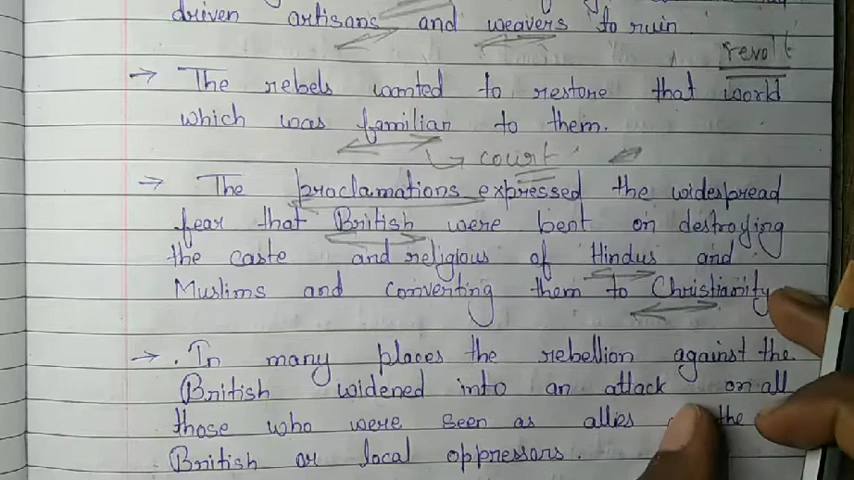 driven artisans and weavers to ruin.
revolt
→ The rebels wanted to restore that world
which was familian to them.
↳ court
→ The proclamations expressed the widespread
fear that British were bent on destroying
the caste and religious of Hindus and
Muslims and converting them to Christianity
→ . In many places the rebellion against the
British widened into an attack on all
those who were seen as allies the
British or local oppressors.